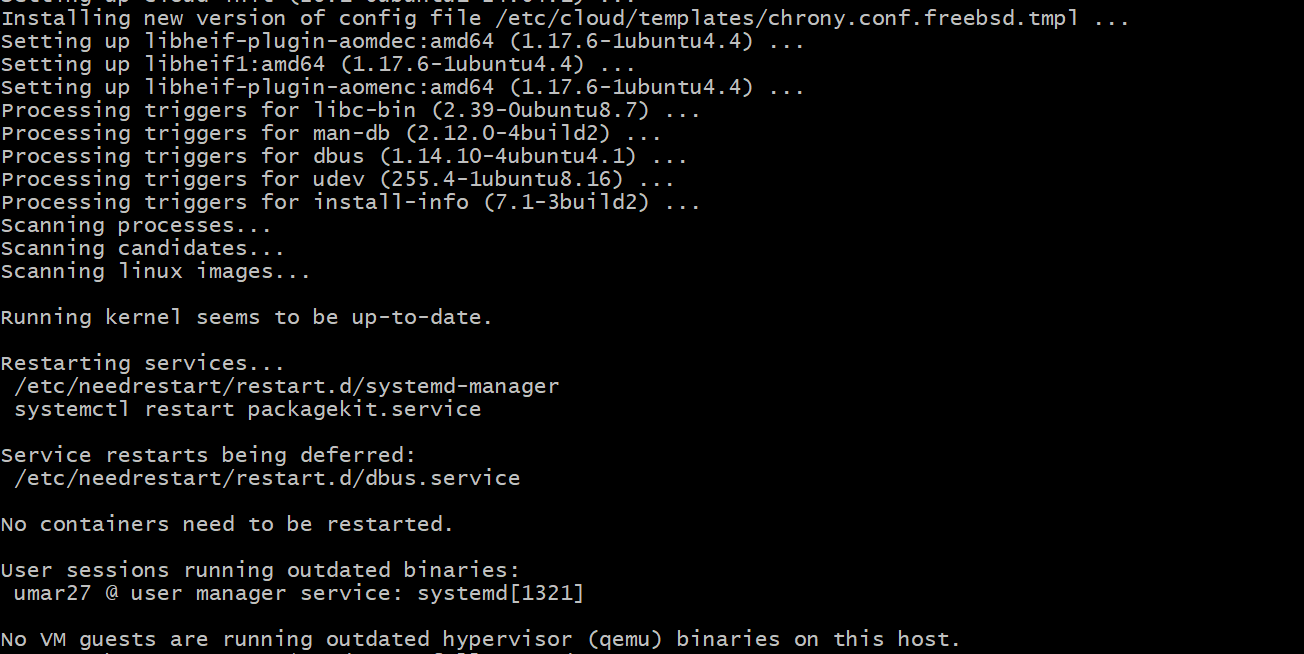 Installing new version of config file /etc/cloud/templates/chrony.conf.freebsd.tmpl ...
Setting up libheif-plugin-aomdec:amd64 (1.17.6-1ubuntu4.4) ...
Setting up libheif1:amd64 (1.17.6-1ubuntu4.4) ...
Setting up libheif-plugin-aomenc:amd64 (1.17.6-1ubuntu4.4) ...
Processing triggers for libc-bin (2.39-0ubuntu8.7) ...
Processing triggers for man-db (2.12.0-4build2) ...
Processing triggers for dbus (1.14.10-4ubuntu4.1) ...
Processing triggers for udev (255.4-1ubuntu8.16) ...
Processing triggers for install-info (7.1-3build2) ...
Scanning processes...
Scanning candidates...
Scanning linux images...
Running kernel seems to be up-to-date.
Restarting services...
/etc/needrestart/restart.d/systemd-manager
systemctl restart packagekit.service
Service restarts being deferred:
/etc/needrestart/restart.d/dbus.service
No containers need to be restarted.
User sessions running outdated binaries:
umar27 @ user manager service: systemd[1321]
No VM guests are running outdated hypervisor (qemu) binaries on this host.